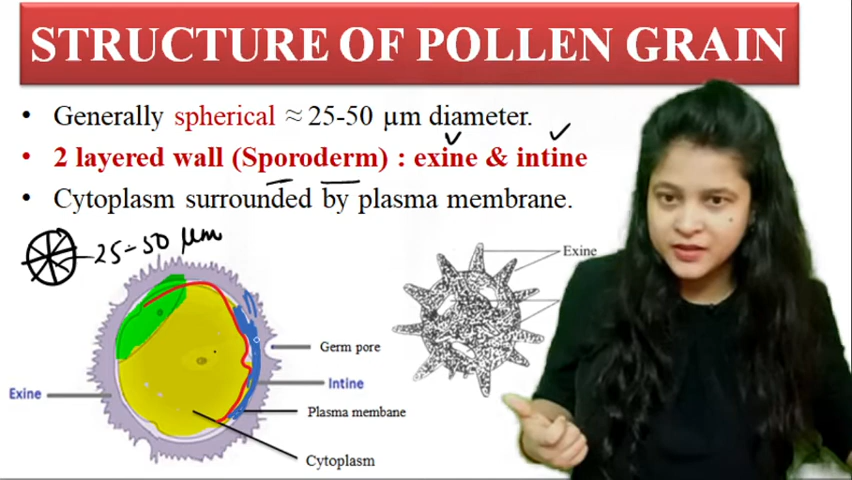 STRUCTURE OF POLLEN GRAIN
• Generally spherical ≈ 25-50 µm diameter.
• 2 layered wall (Sporoderm) : exine & intine
• Cytoplasm surrounded by plasma membrane.
25-50 µm
Exine
Germ pore
Exine
Intine
Plasma membane
Cytoplasm